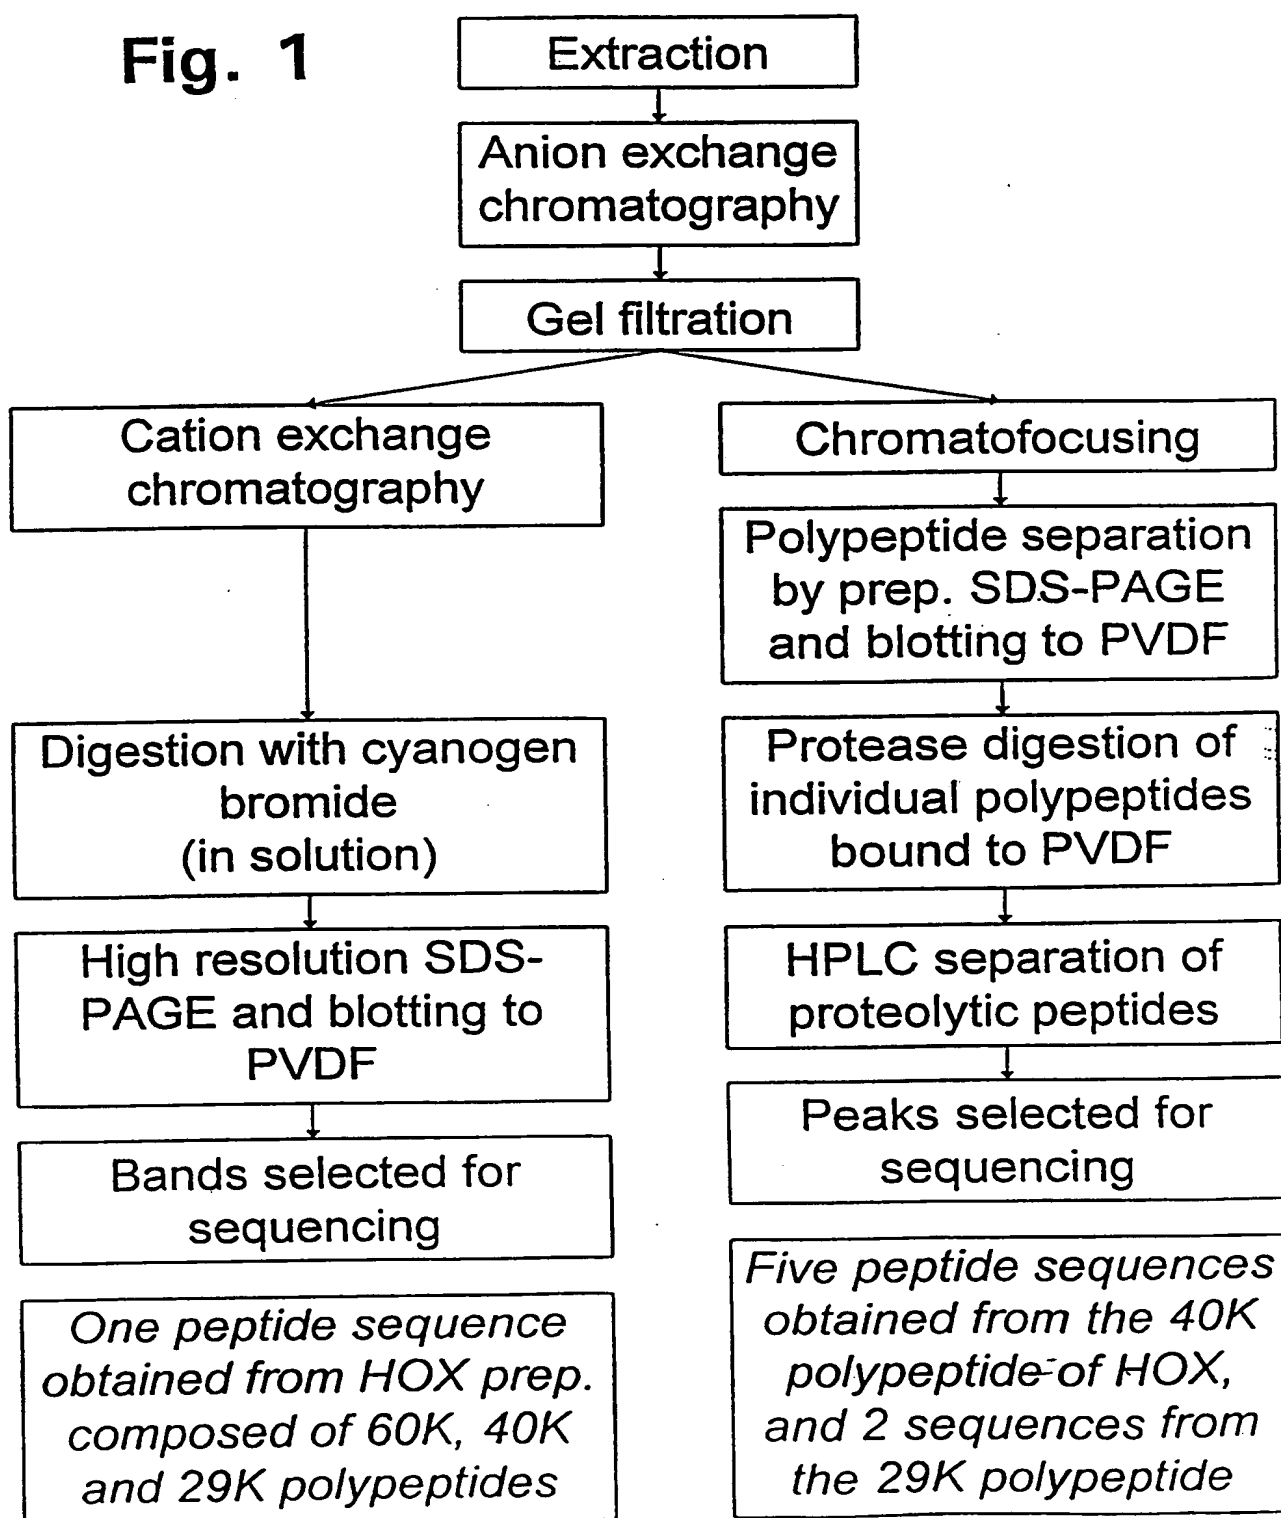 Fig. 1
Extraction
Anion exchange
chromatography
Gel filtration
Cation exchange
chromatography
Digestion with cyanogen
bromide
(in solution)
High resolution SDS-
PAGE and blotting to
PVDF
Bands selected for
sequencing
One peptide sequence
obtained from HOX prep.
composed of 60K, 40K
and 29K polypeptides
Chromatofocusing
Polypeptide separation
by prep. SDS-PAGE
and blotting to PVDF
Protease digestion of
individual polypeptides
bound to PVDF
HPLC separation of
proteolytic peptides
Peaks selected for
sequencing
Five peptide sequences
obtained from the 40K
polypeptide of HOX,
and 2 sequences from
the 29K polypeptide